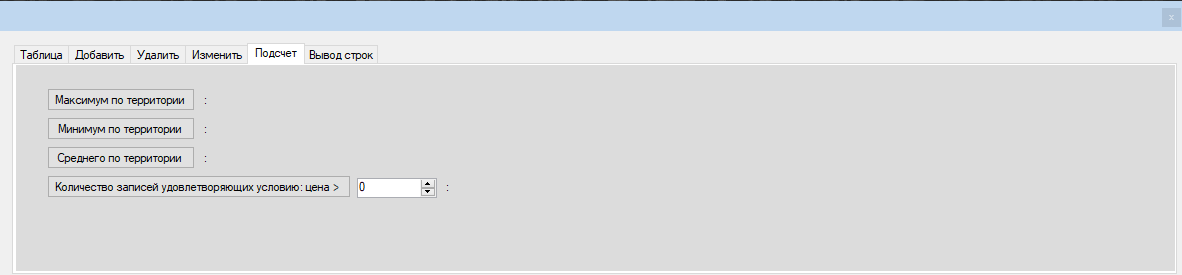 x
Таблица Добавить Удалить Изменить Подсчет Вывод строк
Максимум по территории :
Минимум по территории :
Среднего по территории :
Количество записей удовлетворяющих условию: цена > 0 :